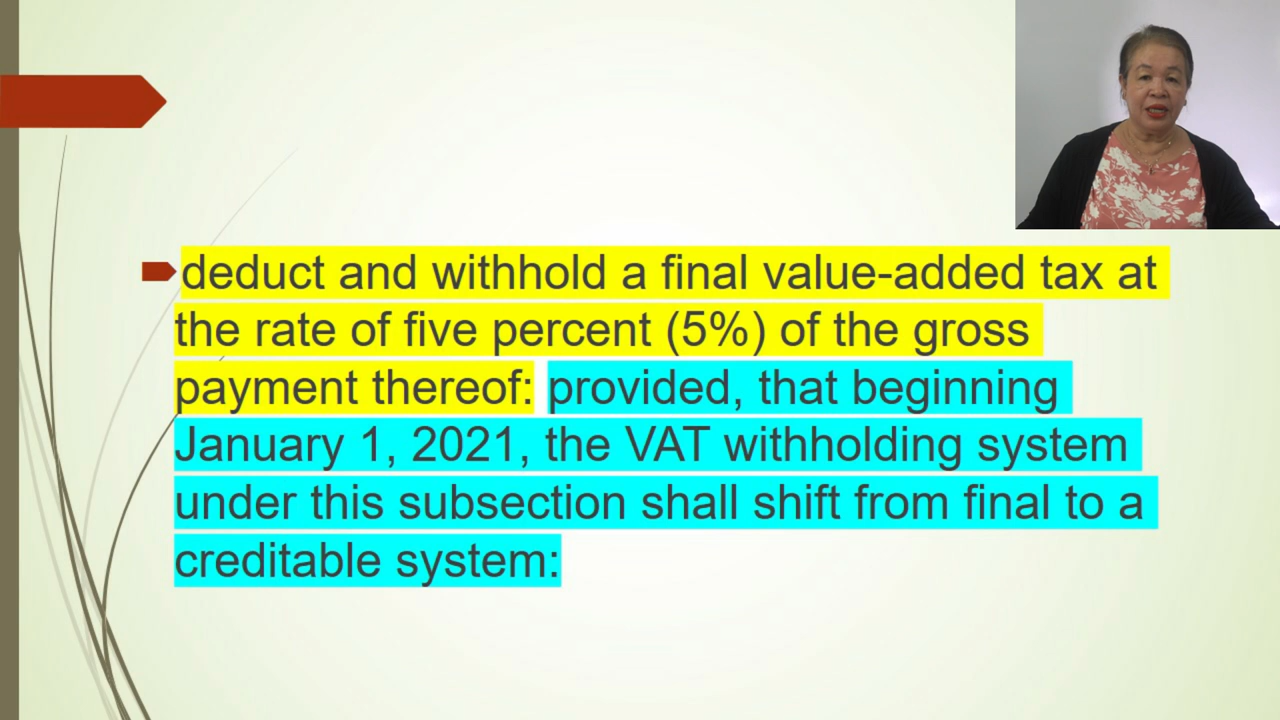 deduct and withhold a final value-added tax at
the rate of five percent (5%) of the gross
payment thereof: provided, that beginning
January 1, 2021, the VAT withholding system
under this subsection shall shift from final to a
creditable system: